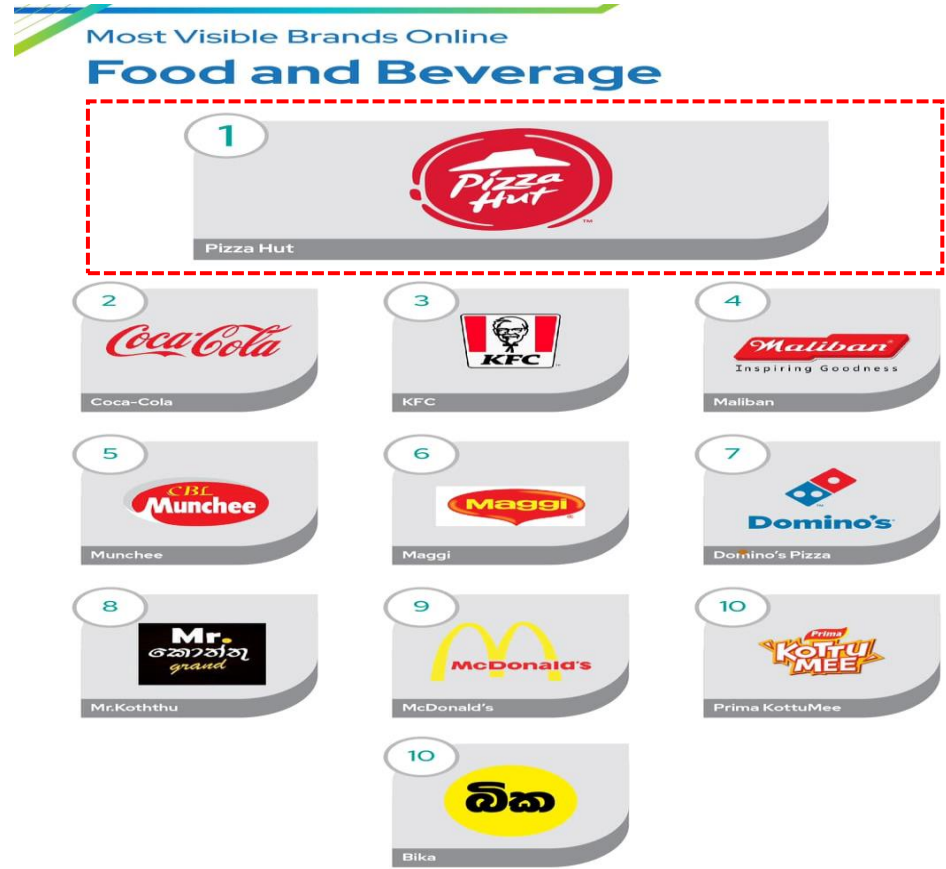 Most Visible Brands Online
Food and Beverage
1
Pizza
Hut
TM
Pizza Hut
2
3
4
Coca-Cola
KFC
Maliban
Inspiring Goodness
Coca-Cola
KFC
Maliban
5
6
7
CBL
Munchee
Maggi
Domino's
Munchee
Maggi
Domino's Pizza
8
9
10
Mr.
කොත්තු
grand
McDonald's
Prima
KOTTU
MEE
Mr.Koththu
McDonald's
Prima KottuMee
10
බික
Bika